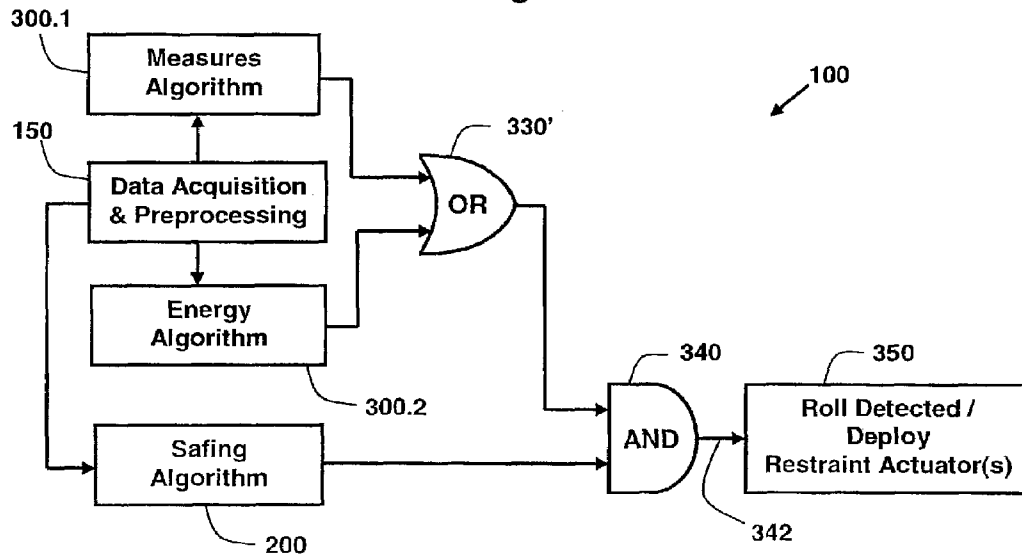 300.1
Measures
Algorithm
100
150
330'
Data Acquisition
& Preprocessing
OR
Energy
Algorithm
340
350
300.2
Roll Detected /
Deploy
Restraint Actuator(s)
AND
Safing
Algorithm
342
200